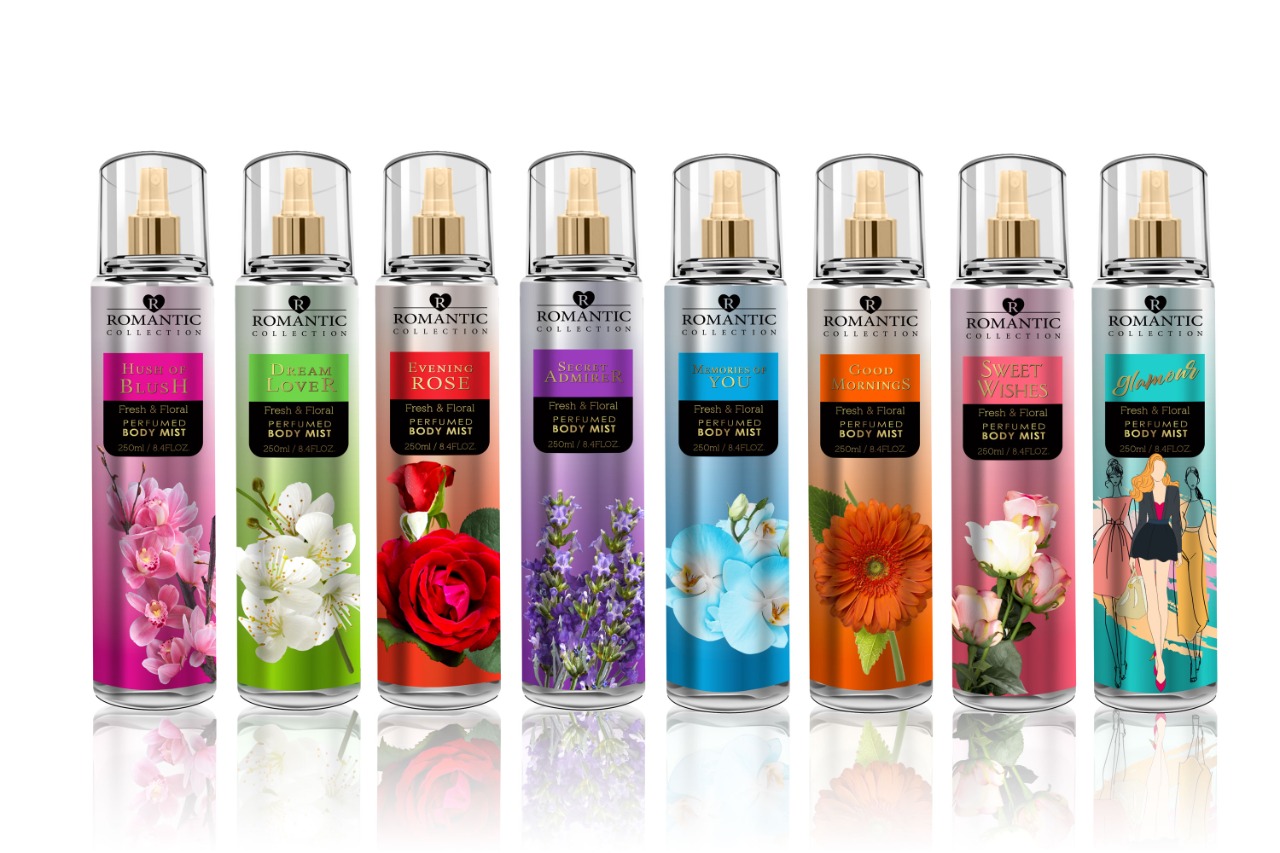 R
ROMANTIC
COLLECTION
HUSH OF
BLUSH
Fresh & Floral
PERFUMED
BODY MIST
250ml / 8.4FLOZ.
R
ROMANTIC
COLLECTION
DREAM
LOVER
Fresh & Floral
PERFUMED
BODY MIST
250ml / 8.4FLOZ.
R
ROMANTIC
COLLECTION
EVENING
ROSE
Fresh & Floral
PERFUMED
BODY MIST
250ml / 8.4FLOZ.
R
ROMANTIC
COLLECTION
SECRET
ADMIRER
Fresh & Floral
PERFUMED
BODY MIST
250ml / 8.4FLOZ.
R
ROMANTIC
COLLECTION
MEMORIES OF
YOU
Fresh & Floral
PERFUMED
BODY MIST
250ml / 8.4FLOZ.
R
ROMANTIC
COLLECTION
GOOD
MORNINGS
Fresh & Floral
PERFUMED
BODY MIST
250ml / 8.4FLOZ.
R
ROMANTIC
COLLECTION
SWEET
WISHES
Fresh & Floral
PERFUMED
BODY MIST
250ml / 8.4FLOZ.
R
ROMANTIC
COLLECTION
glamour
Fresh & Floral
PERFUMED
BODY MIST
250ml / 8.4FLOZ.